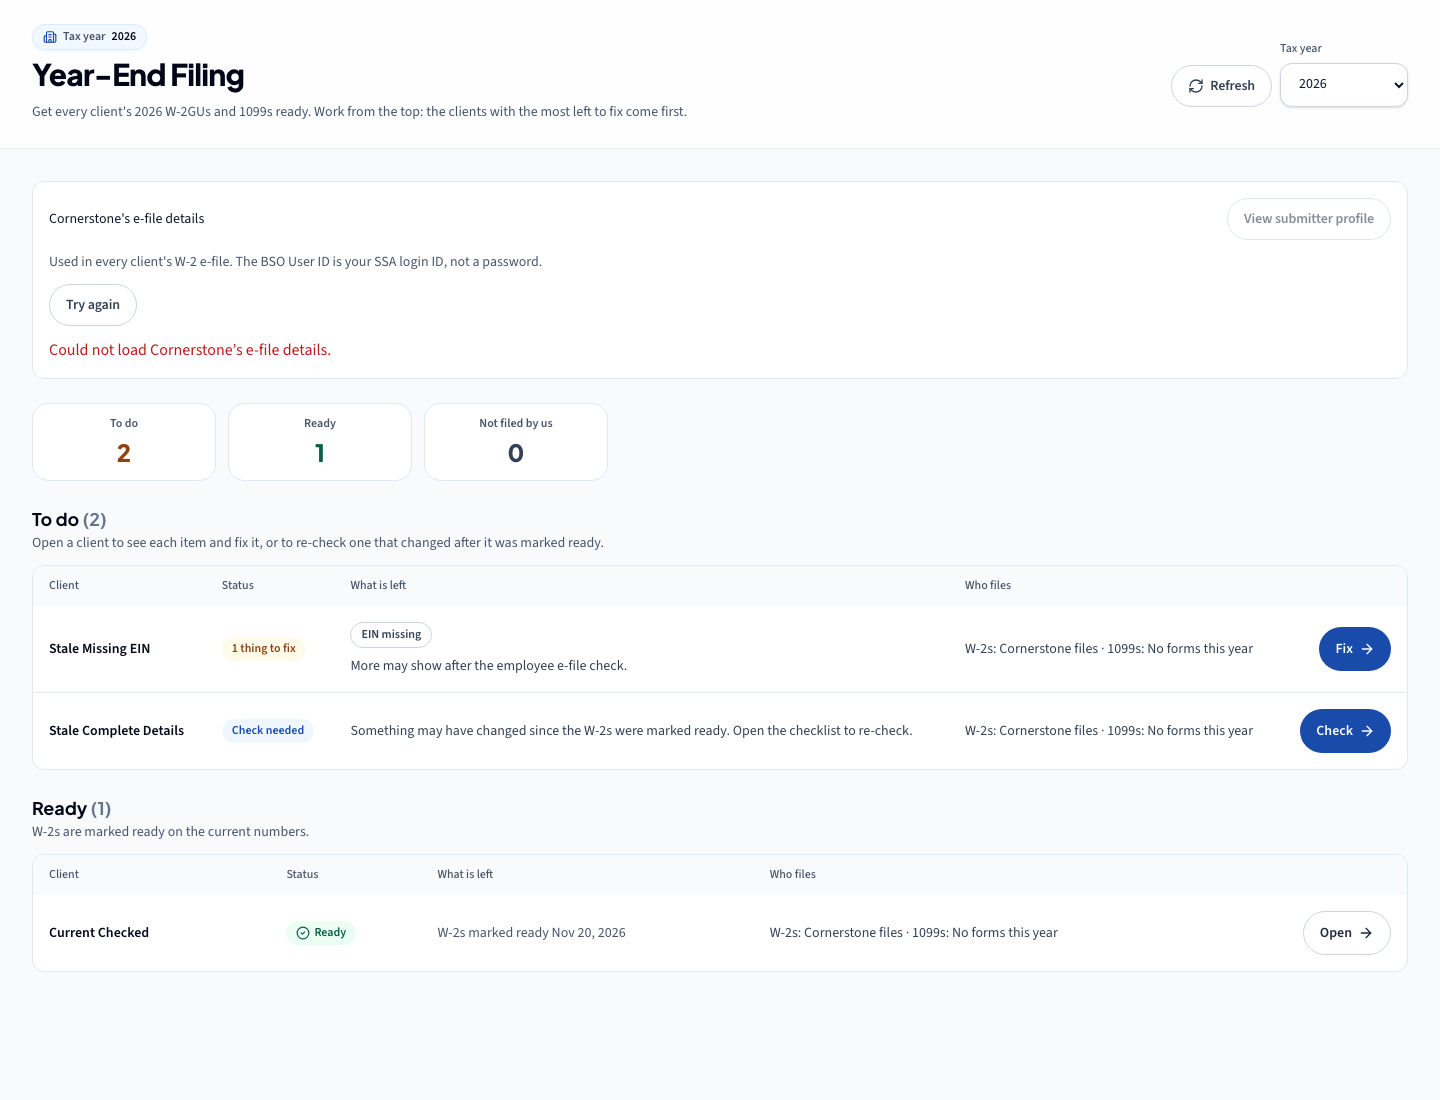 Tax year 2026
Year-End Filing
Get every client's 2026 W-2GUs and 1099s ready. Work from the top: the clients with the most left to fix come first.
Refresh
Tax year
2026
Cornerstone's e-file details
View submitter profile
Used in every client's W-2 e-file. The BSO User ID is your SSA login ID, not a password.
Try again
Could not load Cornerstone’s e-file details.
To do
2
Ready
1
Not filed by us
0
To do (2)
Open a client to see each item and fix it, or to re-check one that changed after it was marked ready.
Client Status What is left Who files
Stale Missing EIN 1 thing to fix EIN missing W-2s: Cornerstone files · 1099s: No forms this year Fix
More may show after the employee e-file check.
Stale Complete Details Check needed Something may have changed since the W-2s were marked ready. Open the checklist to re-check. W-2s: Cornerstone files · 1099s: No forms this year Check
Ready (1)
W-2s are marked ready on the current numbers.
Client Status What is left Who files
Current Checked Ready W-2s marked ready Nov 20, 2026 W-2s: Cornerstone files · 1099s: No forms this year Open